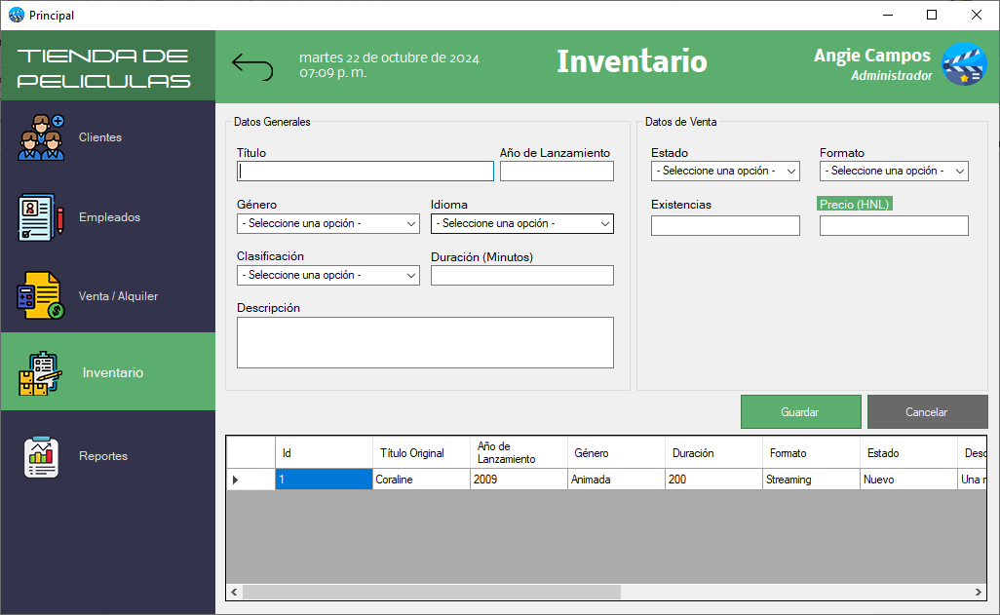 Principal
TIENDA DE
PELICULAS
martes 22 de octubre de 2024
07:09 p. m.
Inventario
Angie Campos
Administrador
Clientes
Empleados
Venta / Alquiler
Inventario
Reportes
Datos Generales
Título
Año de Lanzamiento
Género
Idioma
- Seleccione una opción -
- Seleccione una opción -
Clasificación
Duración (Minutos)
- Seleccione una opción -
Descripción
Datos de Venta
Estado
Formato
- Seleccione una opción -
- Seleccione una opción -
Existencias
Precio (HNL)
Guardar
Cancelar
Id Título Original Año de Lanzamiento Género Duración Formato Estado Desc
1 Coraline 2009 Animada 200 Streaming Nuevo Una